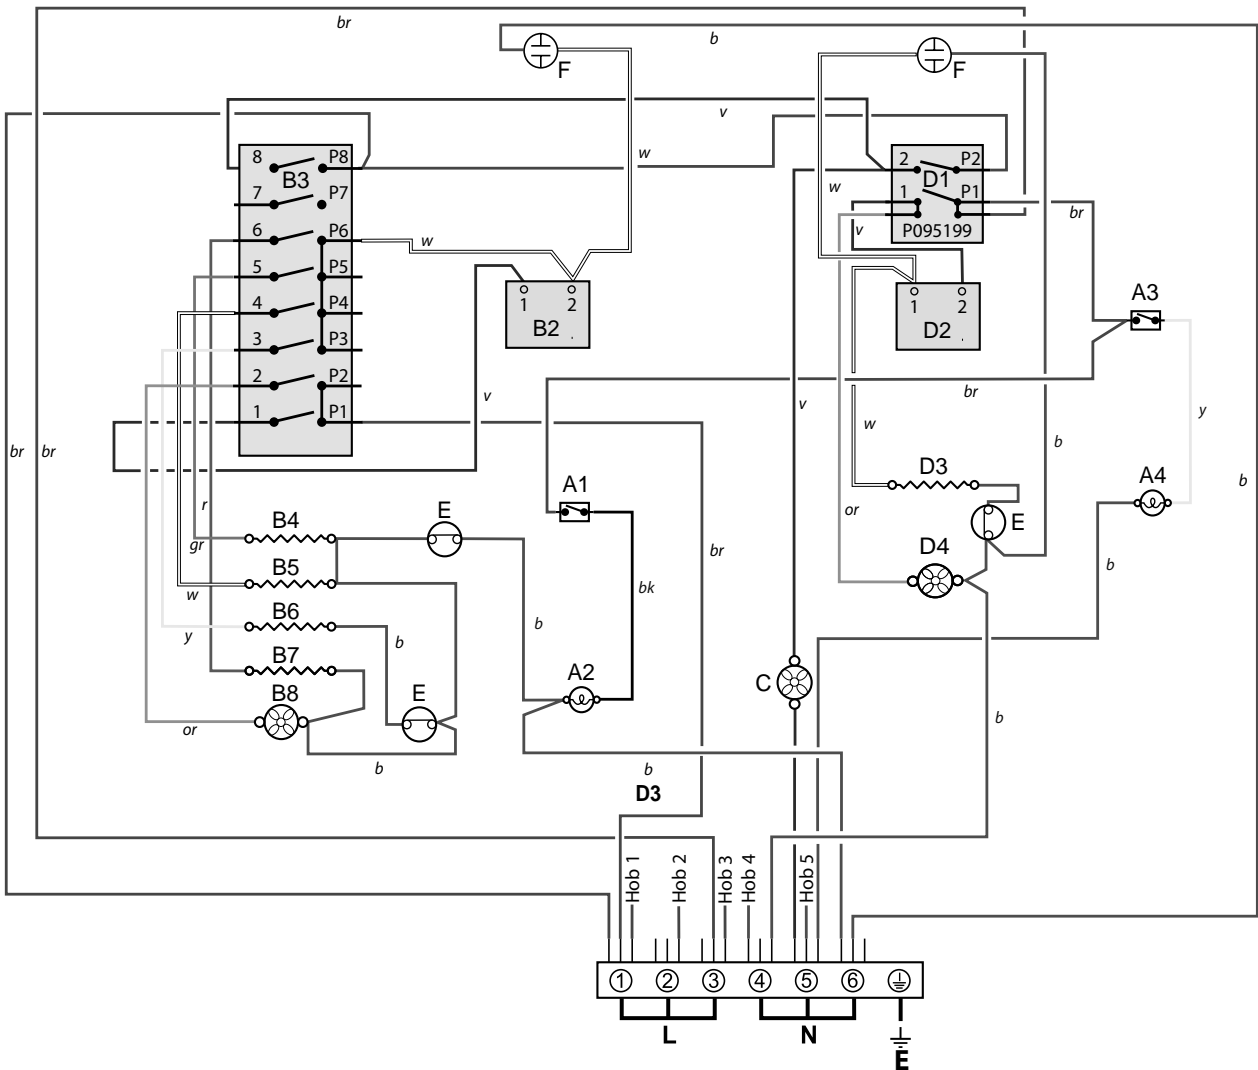 br
b
F
F
v
w
8
P8
B3
7
P7
6
P6
5
P5
4
P4
3
P3
2
P2
1
P1
w
w
2
P2
D1
1
P1
P095199
v
br
1
2
B2
1
2
D2
A3
br
v
v
w
b
y
br
br
b
r
gr
B4
E
A1
D3
E
A4
or
B5
w
B6
y
b
b
bk
br
D4
b
B7
B8
E
A2
C
or
b
b
b
D3
Hob 1
Hob 2
Hob 3
Hob 4
Hob 5
1
2
3
4
5
6
L
N
E